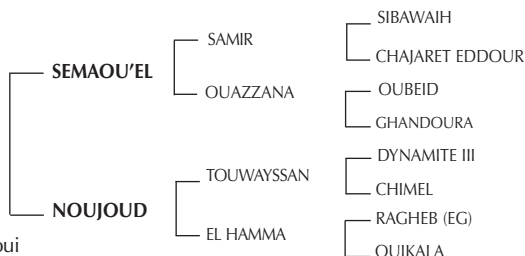 SIBAWAIH
SAMIR
CHAJARET EDDOUR
SEMAOU'EL
OUBEID
OUAZZANA
GHANDOURA
DYNAMITE III
TOUWAYSSAN
CHIMEL
NOUJOUD
RAGHEB (EG)
EL HAMMA
oui
OUIKALA